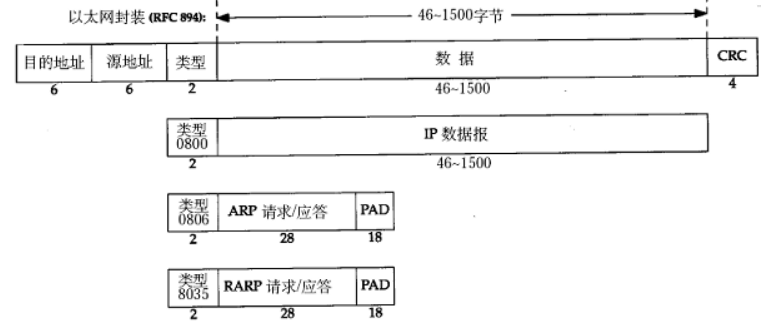 以太网封装 (RFC 894): 46~1500字节
目的地址 源地址 类型 数 据 CRC
6 6 2 46~1500 4
类型
0800 IP 数据报
2 46~1500
类型
0806 ARP 请求/应答 PAD
2 28 18
类型
8035 RARP 请求/应答 PAD
2 28 18